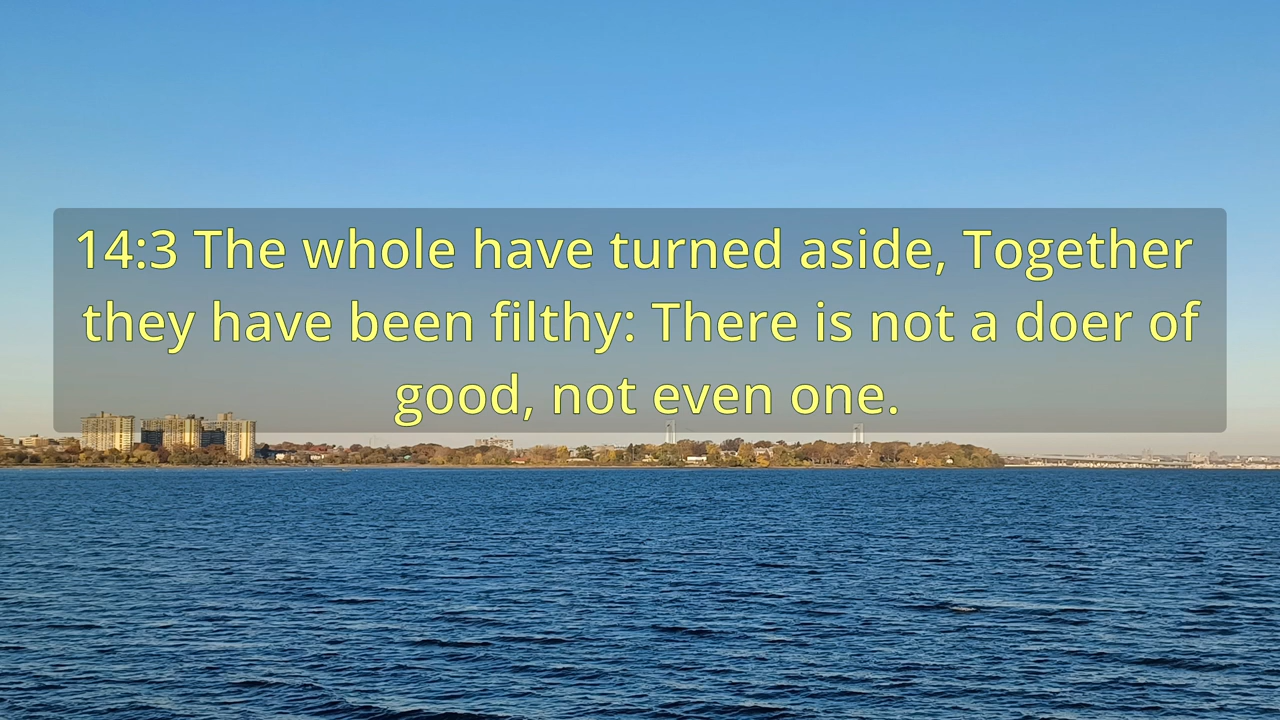 14:3 The whole have turned aside, Together
they have been filthy: There is not a doer of
good, not even one.